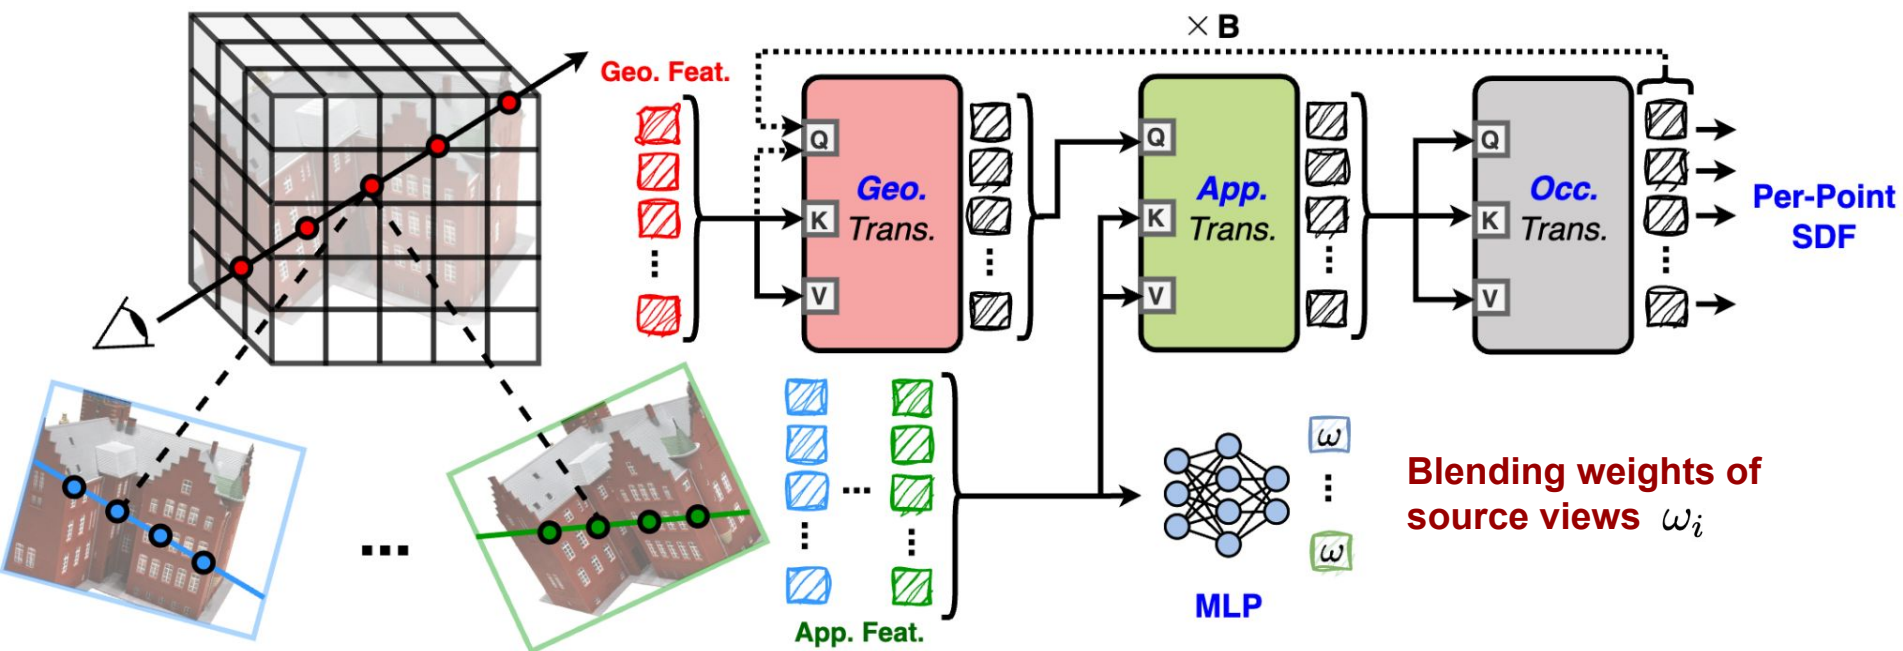 × B
Geo. Feat.
Q
K
V
Geo.
Trans.
Q
K
V
App.
Trans.
Q
K
V
Occ.
Trans.
Per-Point
SDF
App. Feat.
MLP
ω
ω
Blending weights of
source views ωᵢ